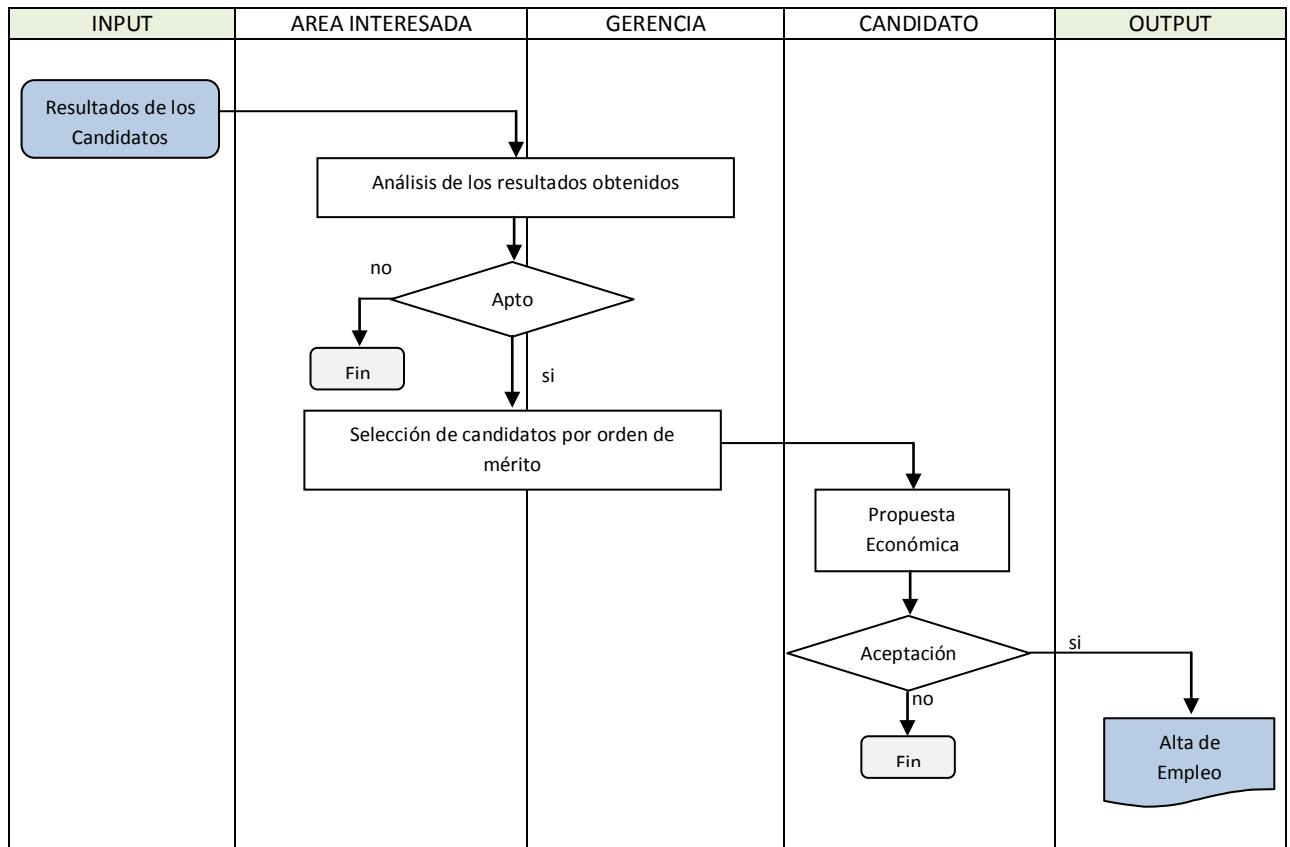 INPUT
AREA INTERESADA
GERENCIA
CANDIDATO
OUTPUT
Resultados de los
Candidatos
Análisis de los resultados obtenidos
no
Apto
Fin
si
Selección de candidatos por orden de
mérito
Propuesta
Económica
Aceptación
si
no
Fin
Alta de
Empleo